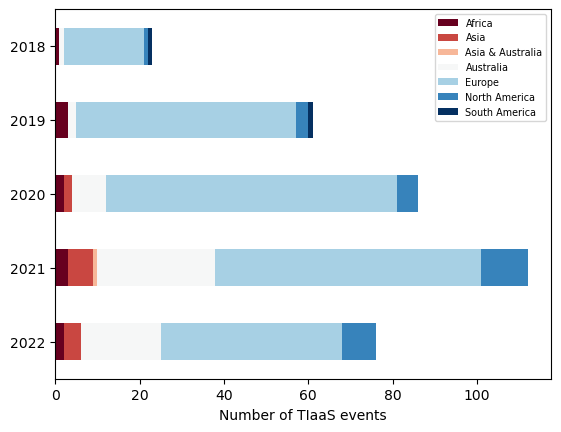 2018
2019
2020
2021
2022
0 20 40 60 80 100
Number of TIaaS events
Africa
Asia
Asia & Australia
Australia
Europe
North America
South America